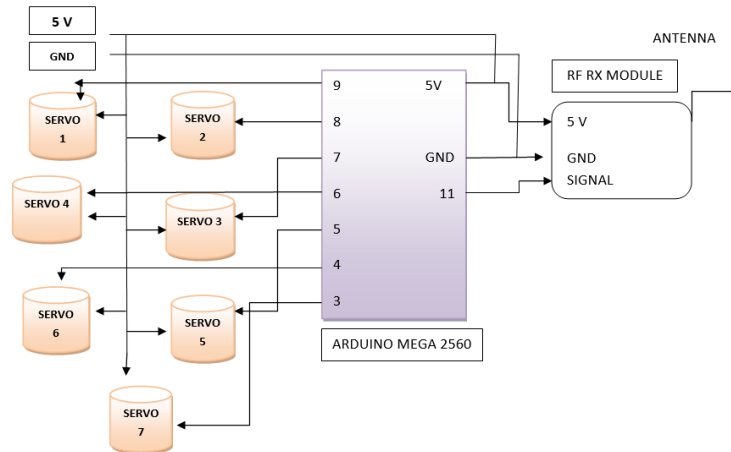 5 V
GND
ANTENNA
RF RX MODULE
9
5V
8
7
GND
6
11
5
4
3
5 V
GND
SIGNAL
SERVO
1
SERVO
2
SERVO 4
SERVO 3
SERVO
6
SERVO
5
SERVO
7
ARDUINO MEGA 2560